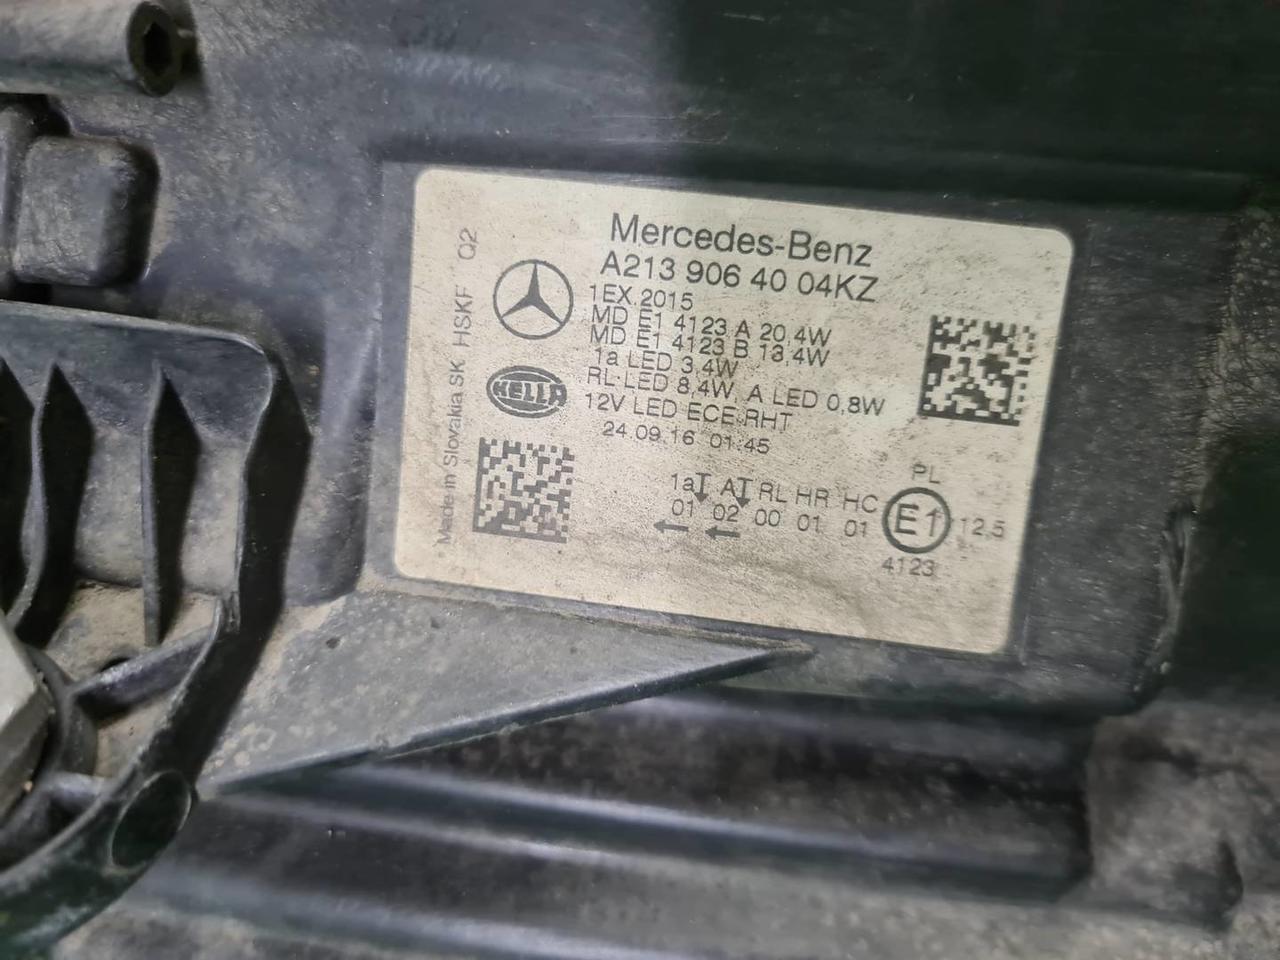 Mercedes-Benz
A213 906 40 04KZ
1EX 2015
MD E1 4123 A 20.4W
MD E1 4123 B 13,4W
1a LED 3,4W
RL LED 8,4W, A LED 0,8W
12V LED ECE RHT
24.09.16 01:45
HELLA
Made in Slovakia SK HSKF Q2
PL
1a A RL HR HC
01 02 00 01 01
E1
12,5
4123